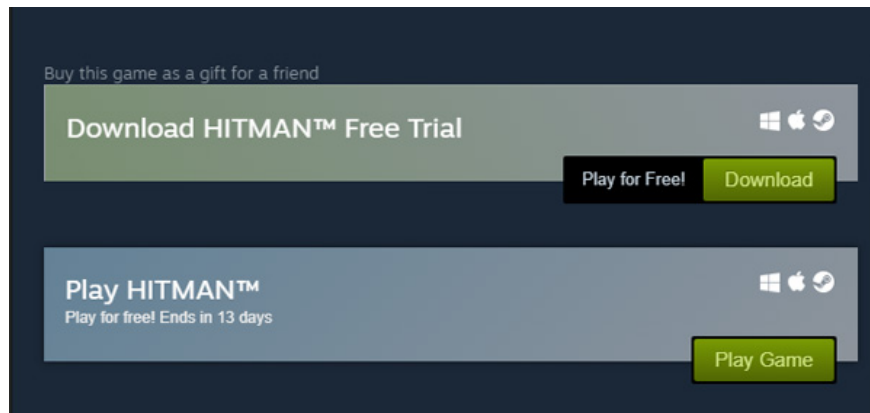 Buy this game as a gift for a friend
Download HITMAN™ Free Trial
Play for Free! Download
Play HITMAN™
Play for free! Ends in 13 days
Play Game